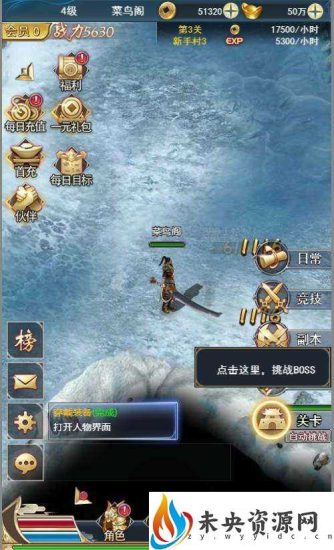 4级 菜鸟阁 51320 50万
会员0 战力5630
第3关 17500/小时
新手村3 EXP 5300/小时
福利
每日充值 一元礼包
首充 每日目标
伙伴
菜鸟阁
1116
日常
竞技
1116
副本
榜
点击这里，挑战BOSS
穿戴装备(完成)
打开人物界面
关卡
自动挑战
角色
未央资源网